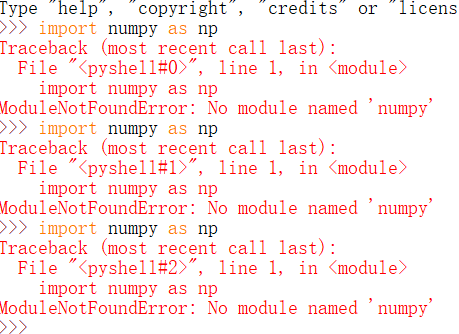 Type "help", "copyright", "credits" or "licens
>>> import numpy as np
Traceback (most recent call last):
  File "<pyshell#0>", line 1, in <module>
    import numpy as np
ModuleNotFoundError: No module named 'numpy'
>>> import numpy as np
Traceback (most recent call last):
  File "<pyshell#1>", line 1, in <module>
    import numpy as np
ModuleNotFoundError: No module named 'numpy'
>>> import numpy as np
Traceback (most recent call last):
  File "<pyshell#2>", line 1, in <module>
    import numpy as np
ModuleNotFoundError: No module named 'numpy'
>>>